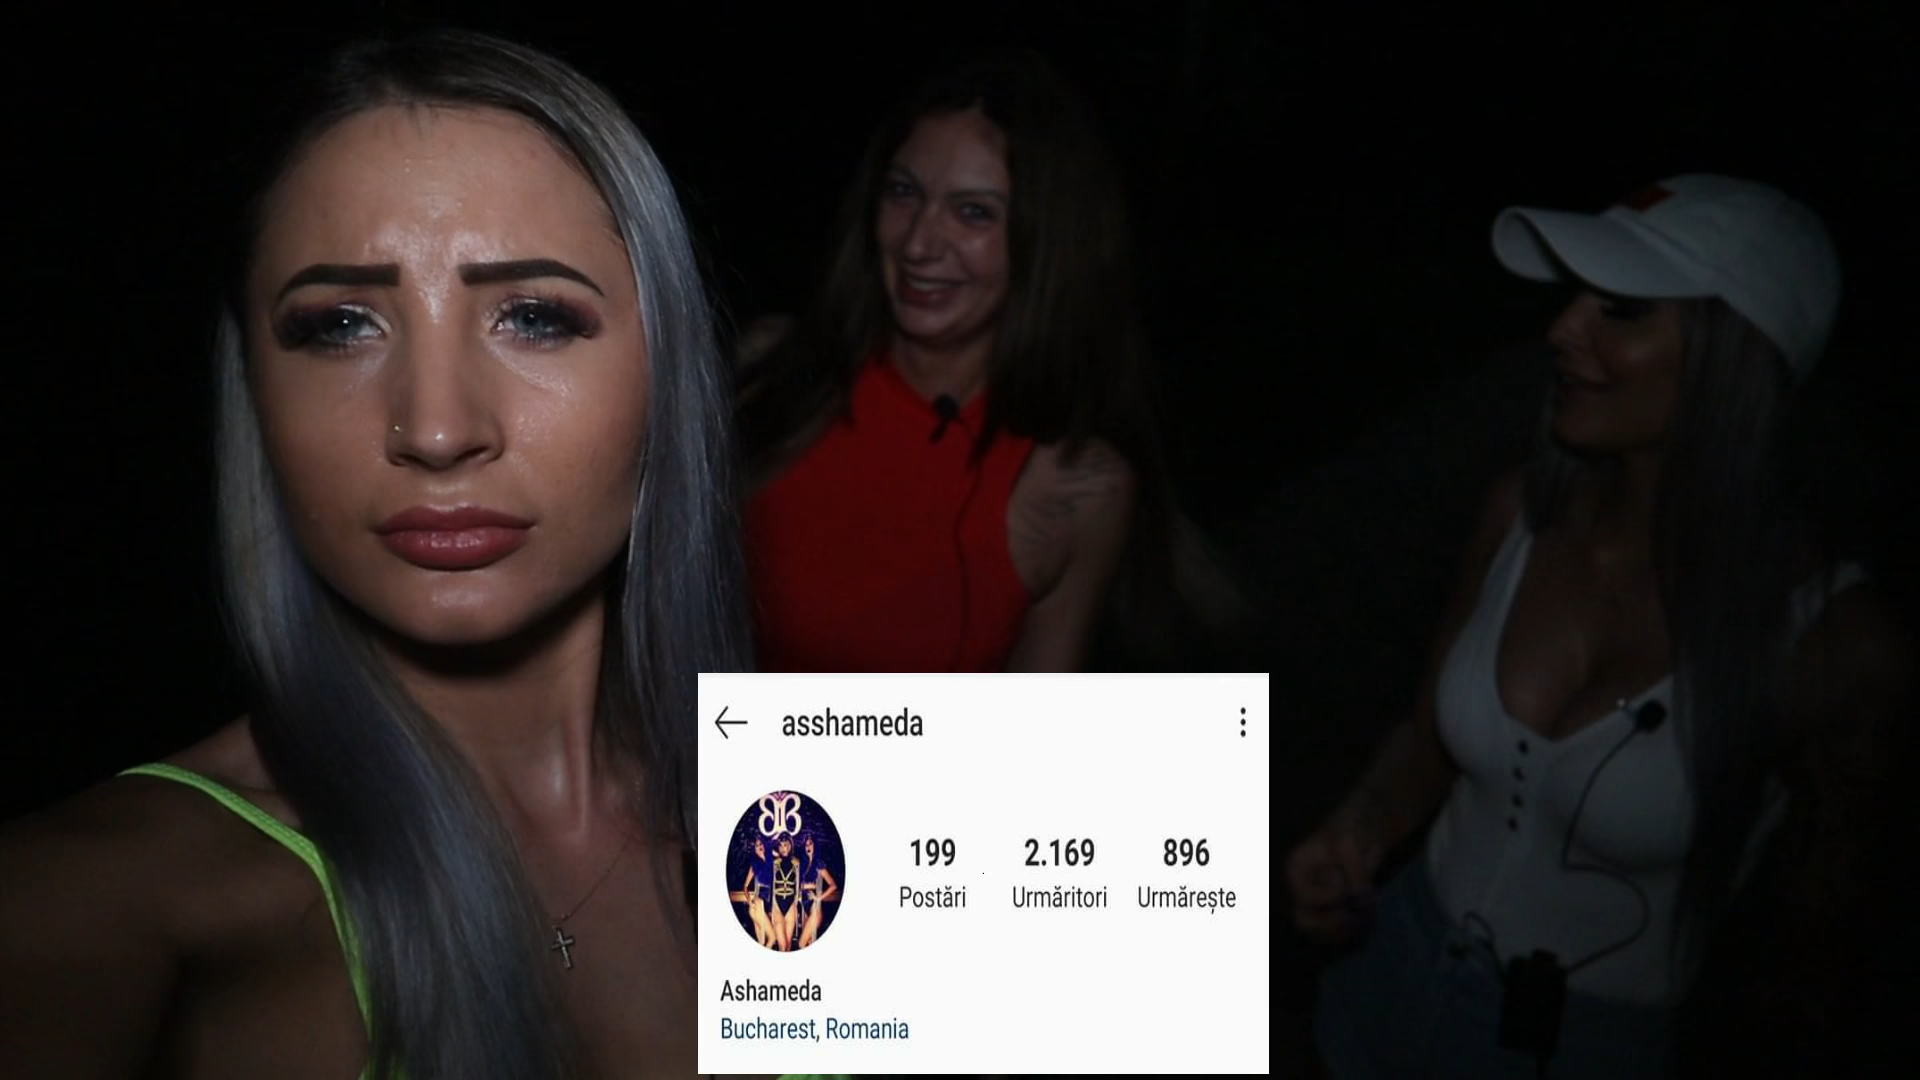 asshameda
199 2.169 896
Postări Urmăritori Urmărește
Ashameda
Bucharest, Romania